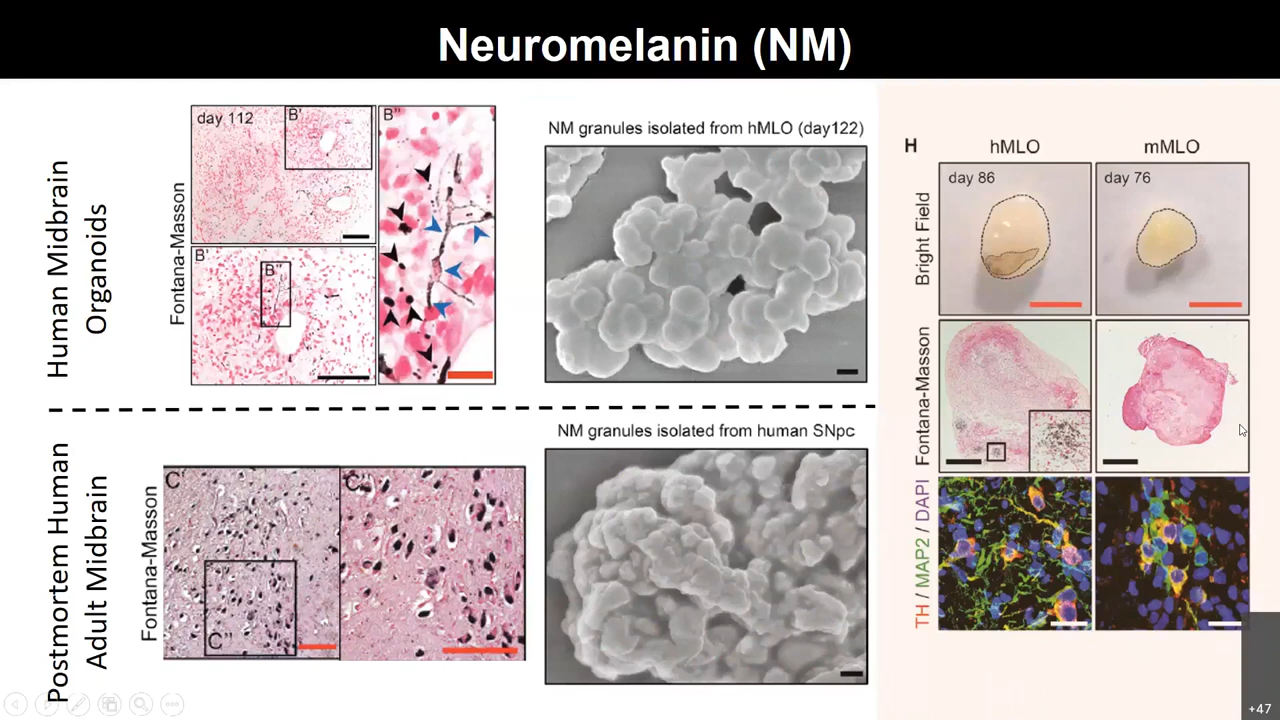 Neuromelanin (NM)
Human Midbrain
Organoids
Fontana-Masson
day 112
B'
B''
B'
B''
NM granules isolated from hMLO (day122)
Postmortem Human
Adult Midbrain
Fontana-Masson
C'
C''
C''
NM granules isolated from human SNpc
H
hMLO
mMLO
Bright Field
day 86
day 76
Fontana-Masson
TH / MAP2 / DAPI
+47